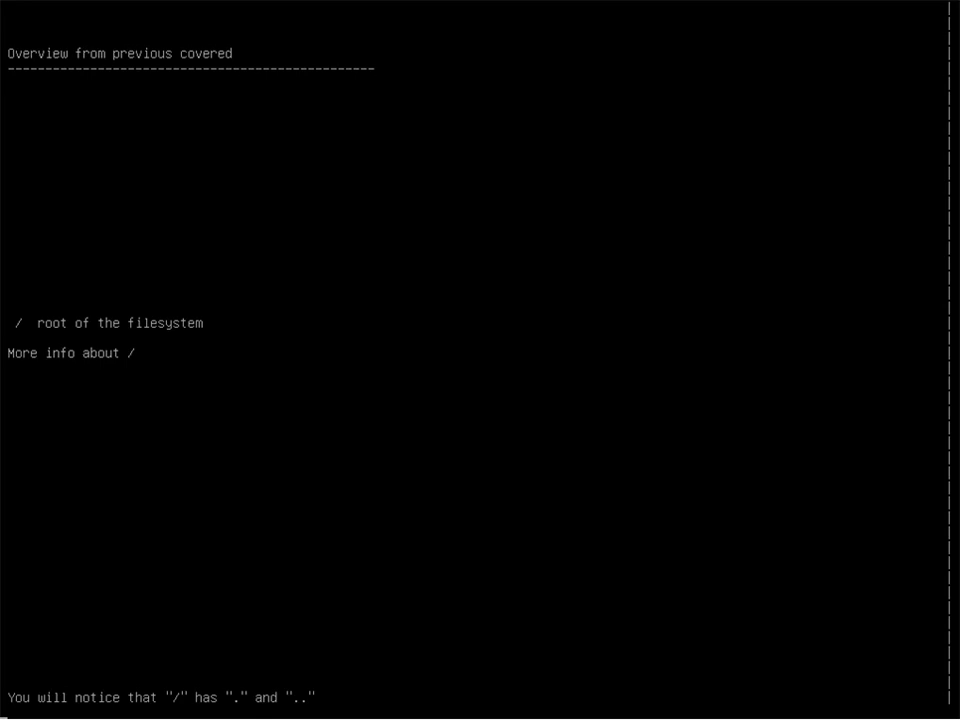 Overview from previous covered
-------------------------------------------------
/  root of the filesystem
More info about /
You will notice that "/" has "." and ".."